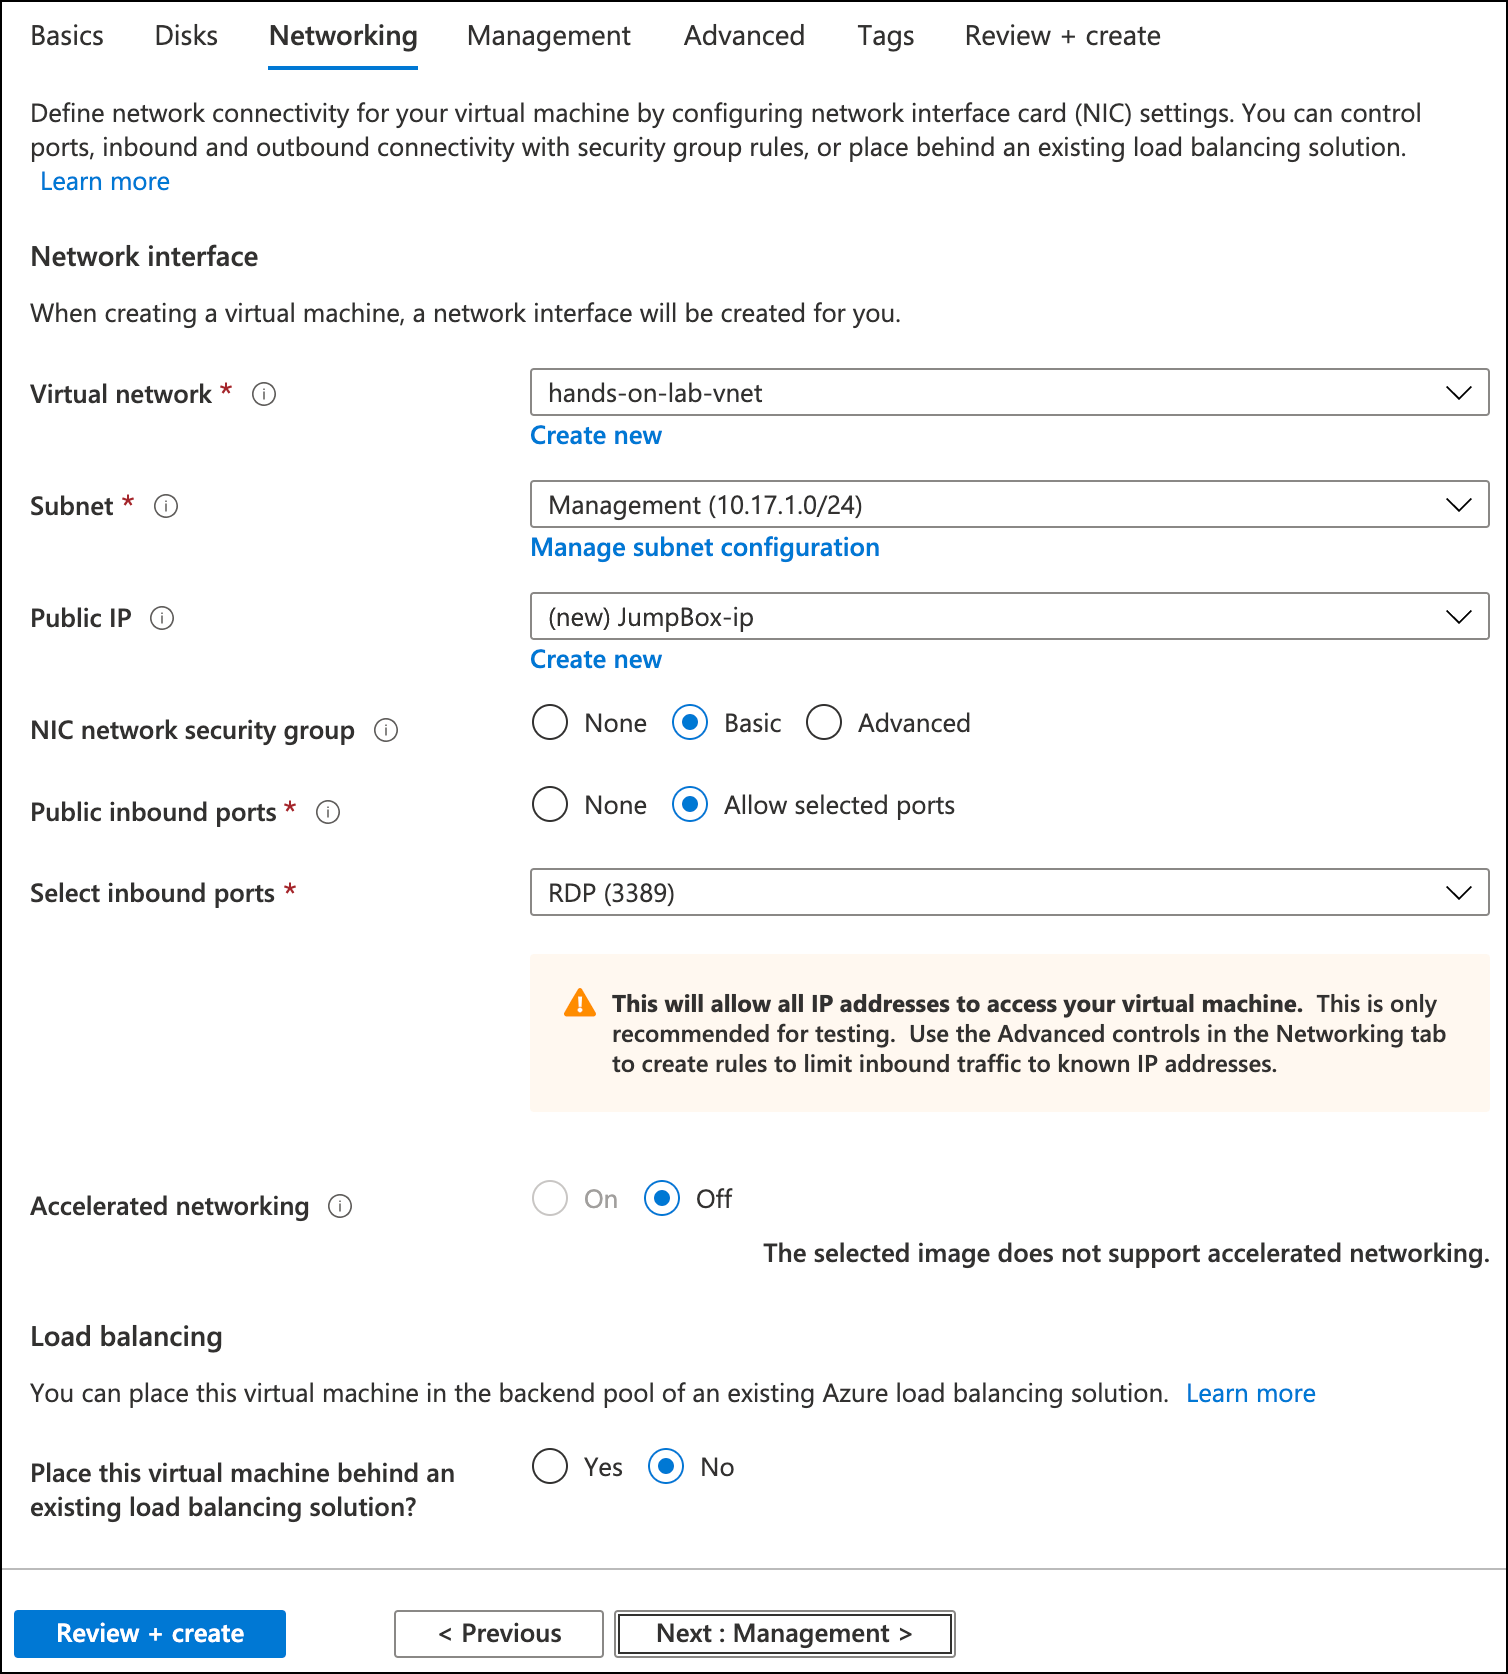 Basics Disks Networking Management Advanced Tags Review + create
Define network connectivity for your virtual machine by configuring network interface card (NIC) settings. You can control
ports, inbound and outbound connectivity with security group rules, or place behind an existing load balancing solution.
Learn more
Network interface
When creating a virtual machine, a network interface will be created for you.
Virtual network *
hands-on-lab-vnet
Create new
Subnet *
Management (10.17.1.0/24)
Manage subnet configuration
Public IP
(new) JumpBox-ip
Create new
NIC network security group
None Basic Advanced
Public inbound ports *
None Allow selected ports
Select inbound ports *
RDP (3389)
This will allow all IP addresses to access your virtual machine. This is only
recommended for testing. Use the Advanced controls in the Networking tab
to create rules to limit inbound traffic to known IP addresses.
Accelerated networking
On Off
The selected image does not support accelerated networking.
Load balancing
You can place this virtual machine in the backend pool of an existing Azure load balancing solution. Learn more
Place this virtual machine behind an
existing load balancing solution?
Yes No
Review + create < Previous Next : Management >